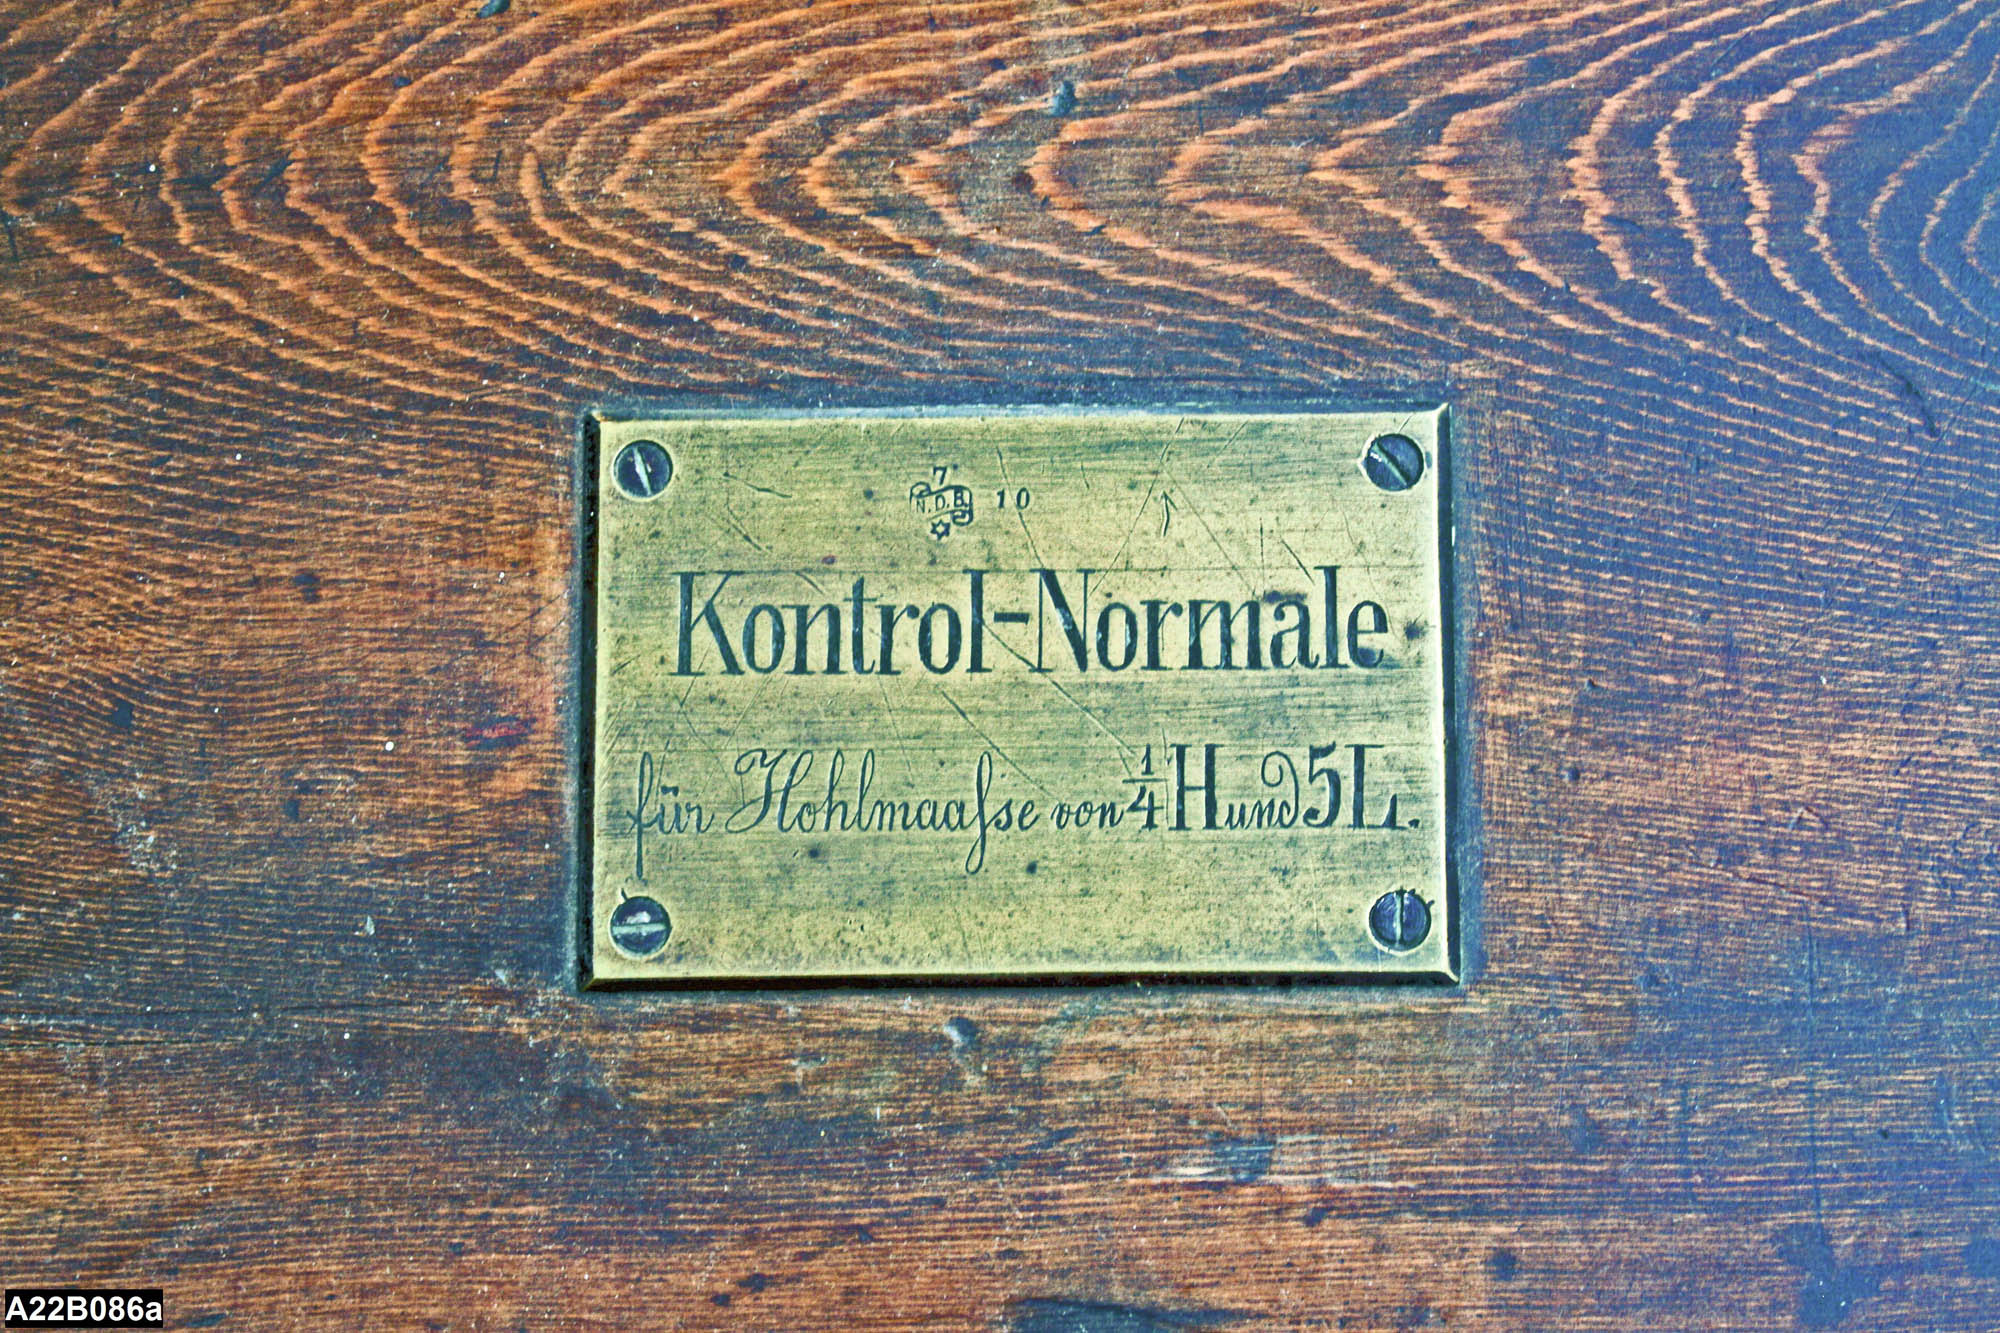 7
N.D.B. 10
Kontrol-Normale
für Hohlmaaſse von 1/4 H und 5 L.
A22B086a